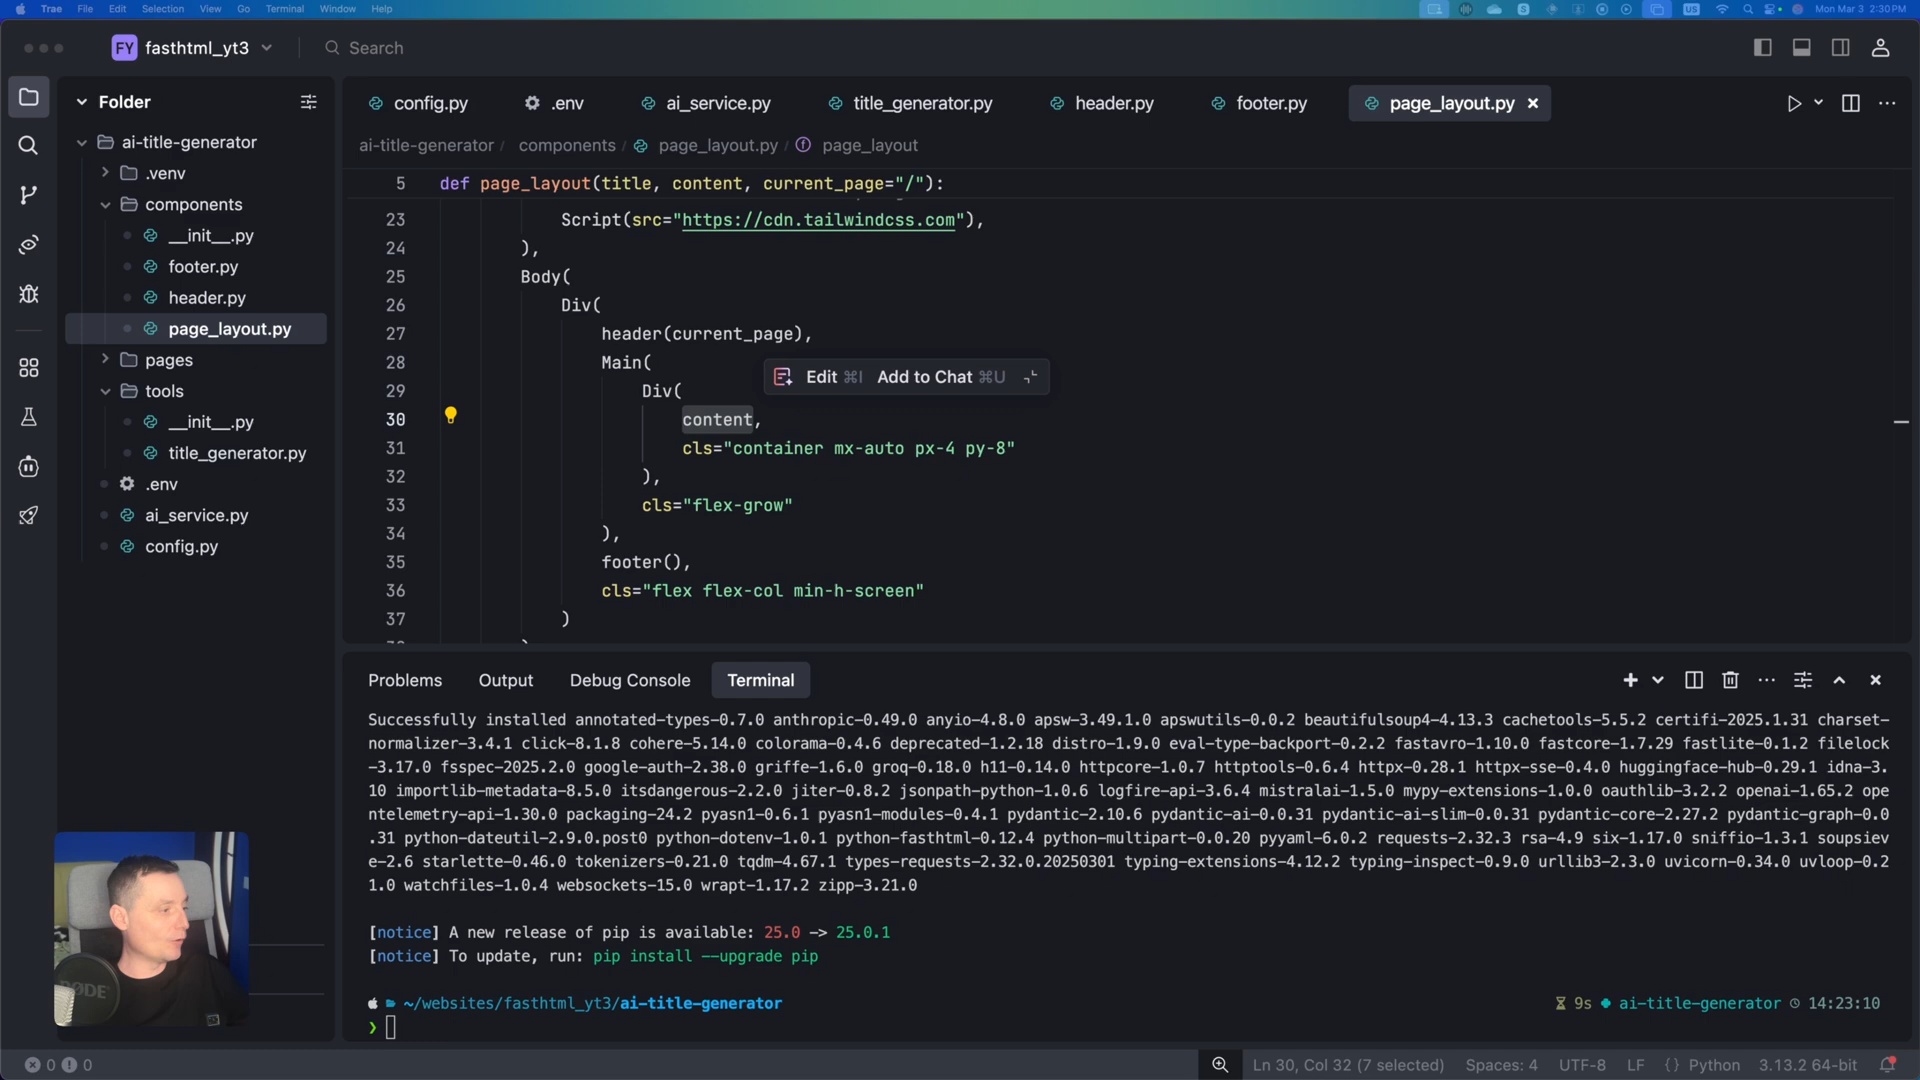 Trae File Edit Selection View Go Terminal Window Help
US Mon Mar 3 2:30 PM
FY fasthtml_yt3 Search
Folder
ai-title-generator
.venv
components
__init__.py
footer.py
header.py
page_layout.py
pages
tools
__init__.py
title_generator.py
.env
ai_service.py
config.py
config.py .env ai_service.py title_generator.py header.py footer.py page_layout.py
ai-title-generator / components / page_layout.py / page_layout
5 def page_layout(title, content, current_page="/"):
23 Script(src="https://cdn.tailwindcss.com"),
24 ),
25 Body(
26 Div(
27 header(current_page),
28 Main(
Edit ⌘I Add to Chat ⌘U
29 Div(
30 content,
31 cls="container mx-auto px-4 py-8"
32 ),
33 cls="flex-grow"
34 ),
35 footer(),
36 cls="flex flex-col min-h-screen"
37 )
Problems Output Debug Console Terminal
Successfully installed annotated-types-0.7.0 anthropic-0.49.0 anyio-4.8.0 apsw-3.49.1.0 apswutils-0.0.2 beautifulsoup4-4.13.3 cachetools-5.5.2 certifi-2025.1.31 charset-
normalizer-3.4.1 click-8.1.8 cohere-5.14.0 colorama-0.4.6 deprecated-1.2.18 distro-1.9.0 eval-type-backport-0.2.2 fastavro-1.10.0 fastcore-1.7.29 fastlite-0.1.2 filelock
-3.17.0 fsspec-2025.2.0 google-auth-2.38.0 griffe-1.6.0 groq-0.18.0 h11-0.14.0 httpcore-1.0.7 httptools-0.6.4 httpx-0.28.1 httpx-sse-0.4.0 huggingface-hub-0.29.1 idna-3.
10 importlib-metadata-8.5.0 itsdangerous-2.2.0 jiter-0.8.2 jsonpath-python-1.0.6 logfire-api-3.6.4 mistralai-1.5.0 mypy-extensions-1.0.0 oauthlib-3.2.2 openai-1.65.2 ope
ntelemetry-api-1.30.0 packaging-24.2 pyasn1-0.6.1 pyasn1-modules-0.4.1 pydantic-2.10.6 pydantic-ai-0.0.31 pydantic-ai-slim-0.0.31 pydantic-core-2.27.2 pydantic-graph-0.0
.31 python-dateutil-2.9.0.post0 python-dotenv-1.0.1 python-fasthtml-0.12.4 python-multipart-0.0.20 pyyaml-6.0.2 requests-2.32.3 rsa-4.9 six-1.17.0 sniffio-1.3.1 soupsiev
e-2.6 starlette-0.46.0 tokenizers-0.21.0 tqdm-4.67.1 types-requests-2.32.0.20250301 typing-extensions-4.12.2 typing-inspect-0.9.0 urllib3-2.3.0 uvicorn-0.34.0 uvloop-0.2
1.0 watchfiles-1.0.4 websockets-15.0 wrapt-1.17.2 zipp-3.21.0
[notice] A new release of pip is available: 25.0 -> 25.0.1
[notice] To update, run: pip install --upgrade pip
~/websites/fasthtml_yt3/ai-title-generator 9s ai-title-generator 14:23:10
❯
RØDE
0 0 Ln 30, Col 32 (7 selected) Spaces: 4 UTF-8 LF {} Python 3.13.2 64-bit